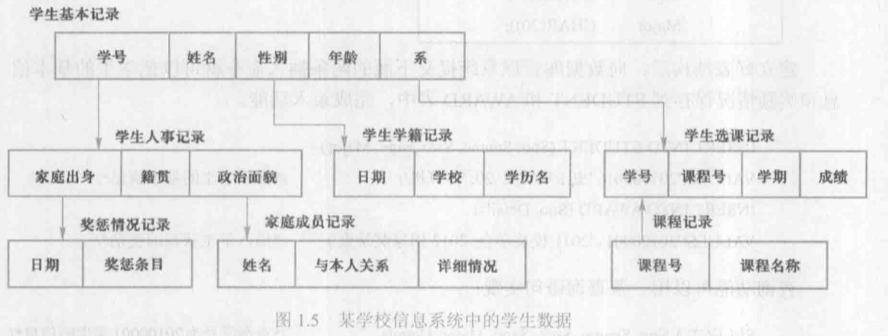 Major CHAR(20));
学生基本记录
学号 姓名 性别 年龄 系
学生人事记录 学生学籍记录 学生选课记录
家庭出身 籍贯 政治面貌 日期 学校 学历名 学号 课程号 学期 成绩
奖惩情况记录 家庭成员记录 课程记录
日期 奖惩条目 姓名 与本人关系 详细情况 课程号 课程名称
图 1.5 某学校信息系统中的学生数据